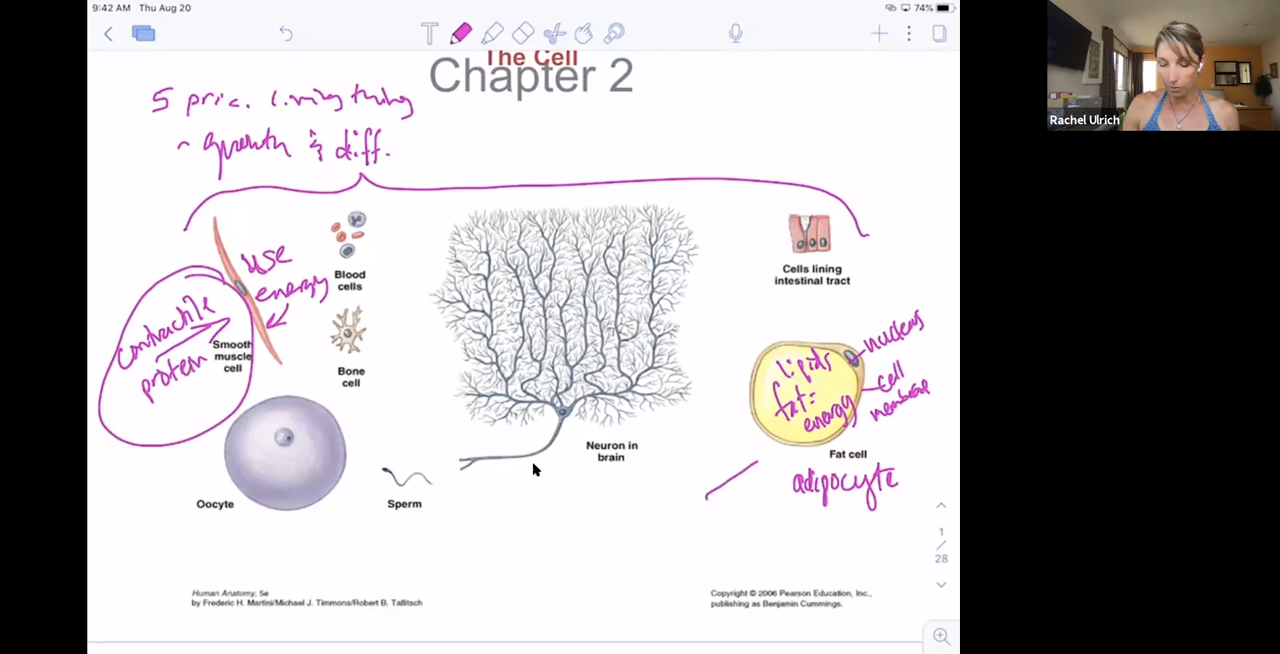 9:42 AM Thu Aug 20
74%
The Cell
Chapter 2
Rachel Ulrich
5 pric. living thing
~ growth & diff.
use
energy
Blood
cells
Cells lining
intestinal tract
contractile
protein
Smooth
muscle
cell
Bone
cell
lipids
fat =
energy
nucleus
cell
membrane
Neuron in
brain
Fat cell
adipocyte
Oocyte
Sperm
1
/
28
Human Anatomy, 5e
by Frederic H. Martini/Michael J. Timmons/Robert B. Tallitsch
Copyright © 2006 Pearson Education, Inc.,
publishing as Benjamin Cummings.